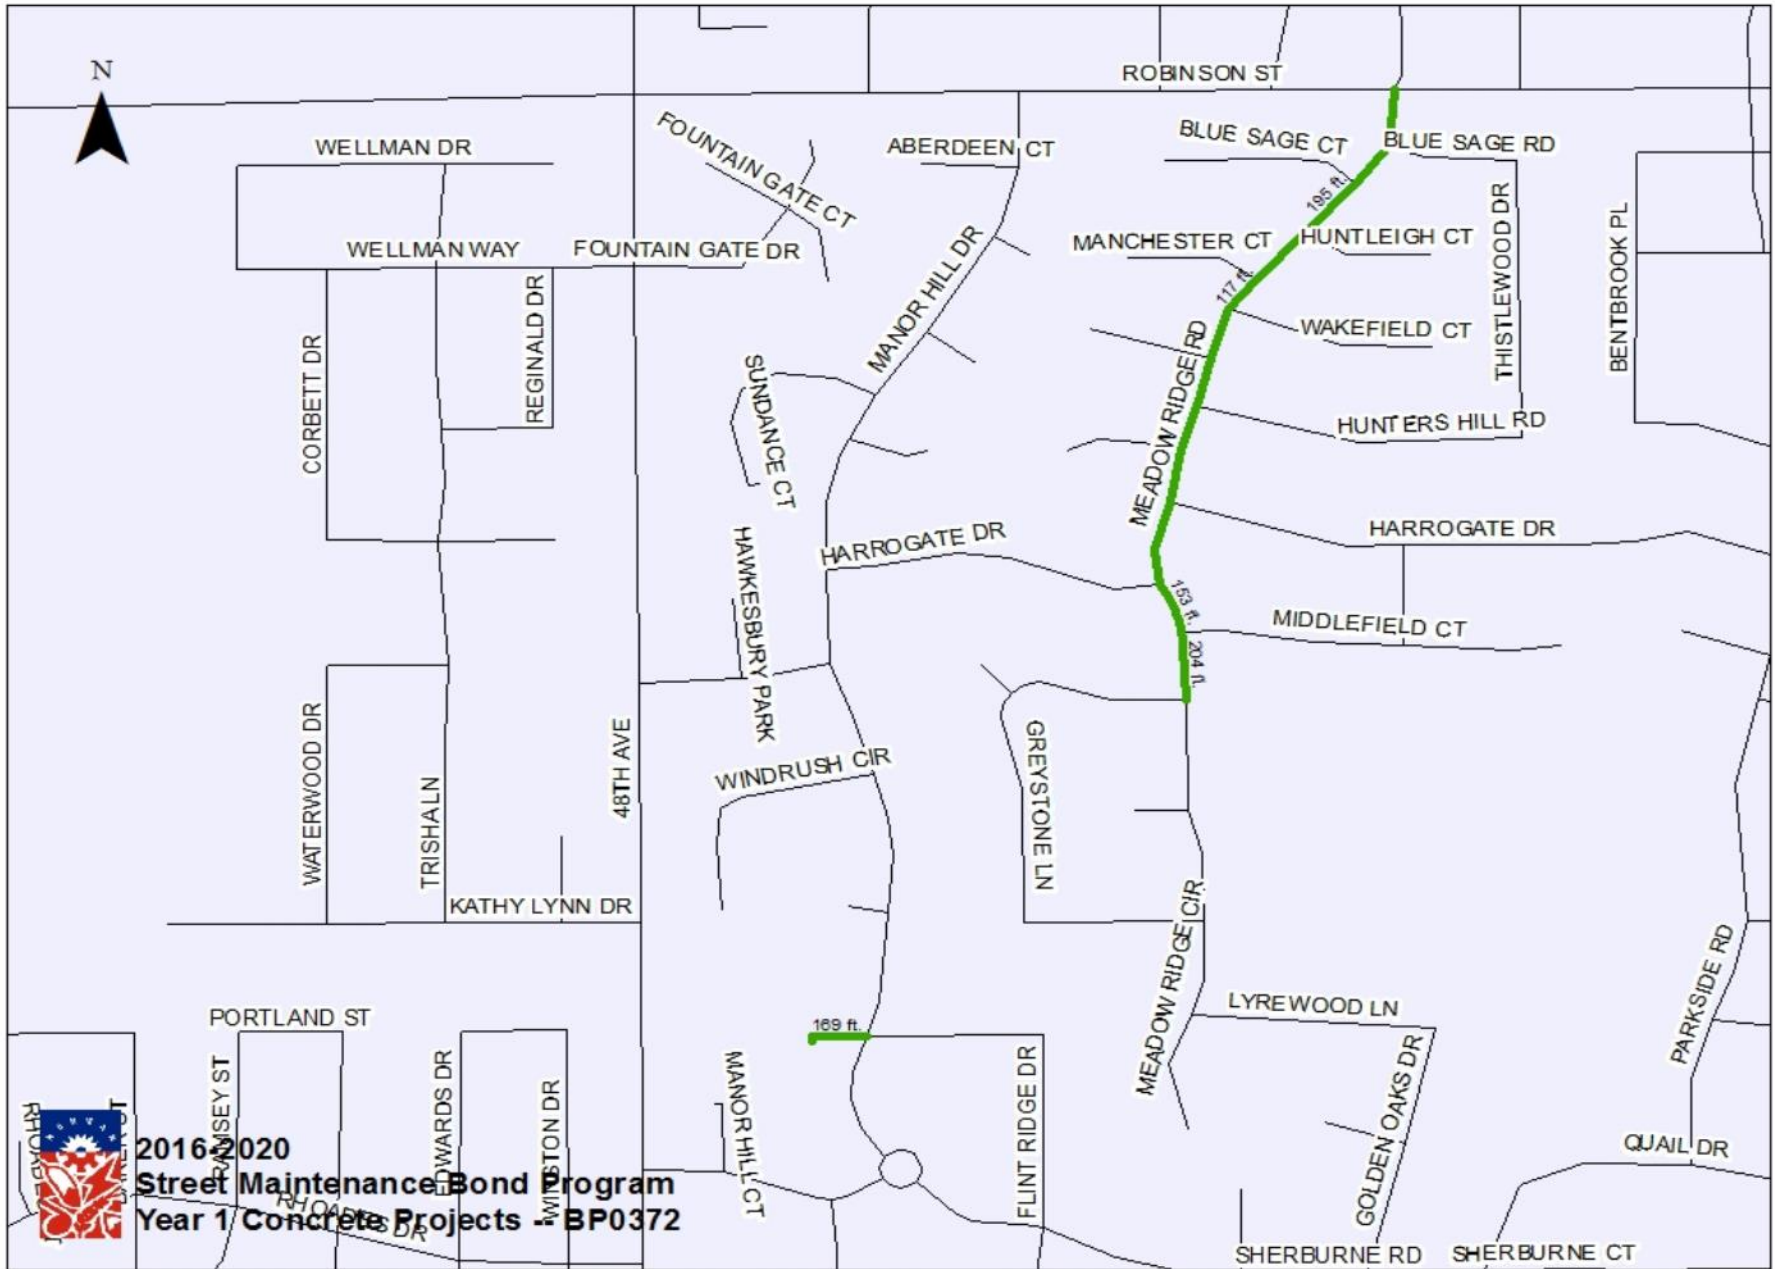 N
ROBINSON ST
WELLMAN DR
FOUNTAIN GATE CT
ABERDEEN CT
BLUE SAGE CT
BLUE SAGE RD
195 ft.
WELLMAN WAY
FOUNTAIN GATE DR
MANOR HILL DR
MANCHESTER CT
HUNTLEIGH CT
THISTLEWOOD DR
BENTBROOK PL
117 ft.
REGINALD DR
WAKEFIELD CT
CORBETT DR
SUNDANCE CT
MEADOW RIDGE RD
HUNTERS HILL RD
HARROGATE DR
HARROGATE DR
HAWKESBURY PARK
153 ft.
MIDDLEFIELD CT
204 ft.
WATERWOOD DR
TRISHA LN
48TH AVE
WINDRUSH CIR
GREYSTONE LN
KATHY LYNN DR
MEADOW RIDGE CIR
PARKSIDE RD
PORTLAND ST
169 ft.
LYREWOOD LN
RAMSEY ST
EDWARDS DR
WINSTON DR
MANOR HILL CT
FLINT RIDGE DR
GOLDEN OAKS DR
QUAIL DR
2016-2020
Street Maintenance Bond Program
Year 1 Concrete Projects -- BP0372
RHOADES DR
SHERBURNE RD
SHERBURNE CT